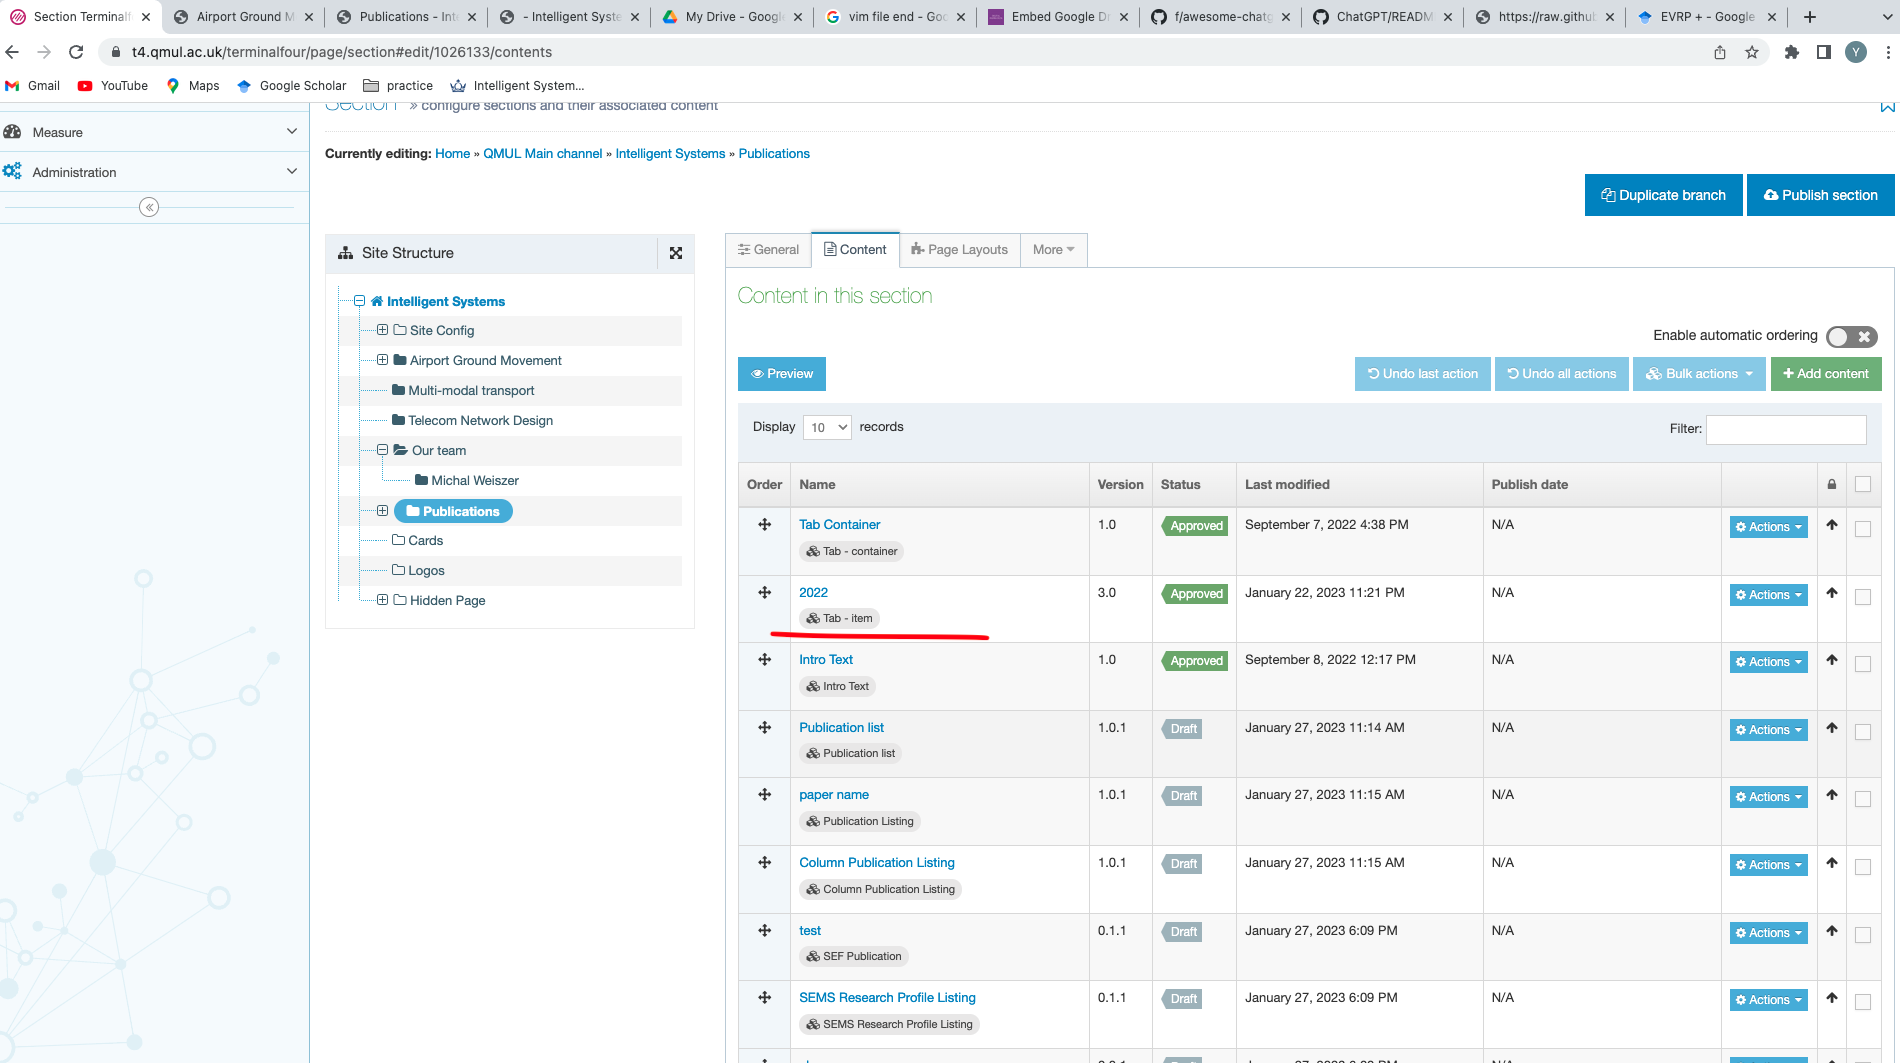 Section Terminalf
Airport Ground M
Publications - Inte
- Intelligent Syste
My Drive - Google
vim file end - Goo
Embed Google Dr
f/awesome-chatg
ChatGPT/READM
https://raw.githu
EVRP + - Google
t4.qmul.ac.uk/terminalfour/page/section#edit/1026133/contents
Y
Gmail
YouTube
Maps
Google Scholar
practice
Intelligent System...
Section » configure sections and their associated content
Measure
Administration
Currently editing: Home » QMUL Main channel » Intelligent Systems » Publications
Duplicate branch
Publish section
Site Structure
Intelligent Systems
Site Config
Airport Ground Movement
Multi-modal transport
Telecom Network Design
Our team
Michal Weiszer
Publications
Cards
Logos
Hidden Page
General
Content
Page Layouts
More
Content in this section
Enable automatic ordering
Preview
Undo last action
Undo all actions
Bulk actions
+ Add content
Display 10 records
Filter:
Order Name Version Status Last modified Publish date
Tab Container 1.0 Approved September 7, 2022 4:38 PM N/A Actions
Tab - container
2022 3.0 Approved January 22, 2023 11:21 PM N/A Actions
Tab - item
Intro Text 1.0 Approved September 8, 2022 12:17 PM N/A Actions
Intro Text
Publication list 1.0.1 Draft January 27, 2023 11:14 AM N/A Actions
Publication list
paper name 1.0.1 Draft January 27, 2023 11:15 AM N/A Actions
Publication Listing
Column Publication Listing 1.0.1 Draft January 27, 2023 11:15 AM N/A Actions
Column Publication Listing
test 0.1.1 Draft January 27, 2023 6:09 PM N/A Actions
SEF Publication
SEMS Research Profile Listing 0.1.1 Draft January 27, 2023 6:09 PM N/A Actions
SEMS Research Profile Listing